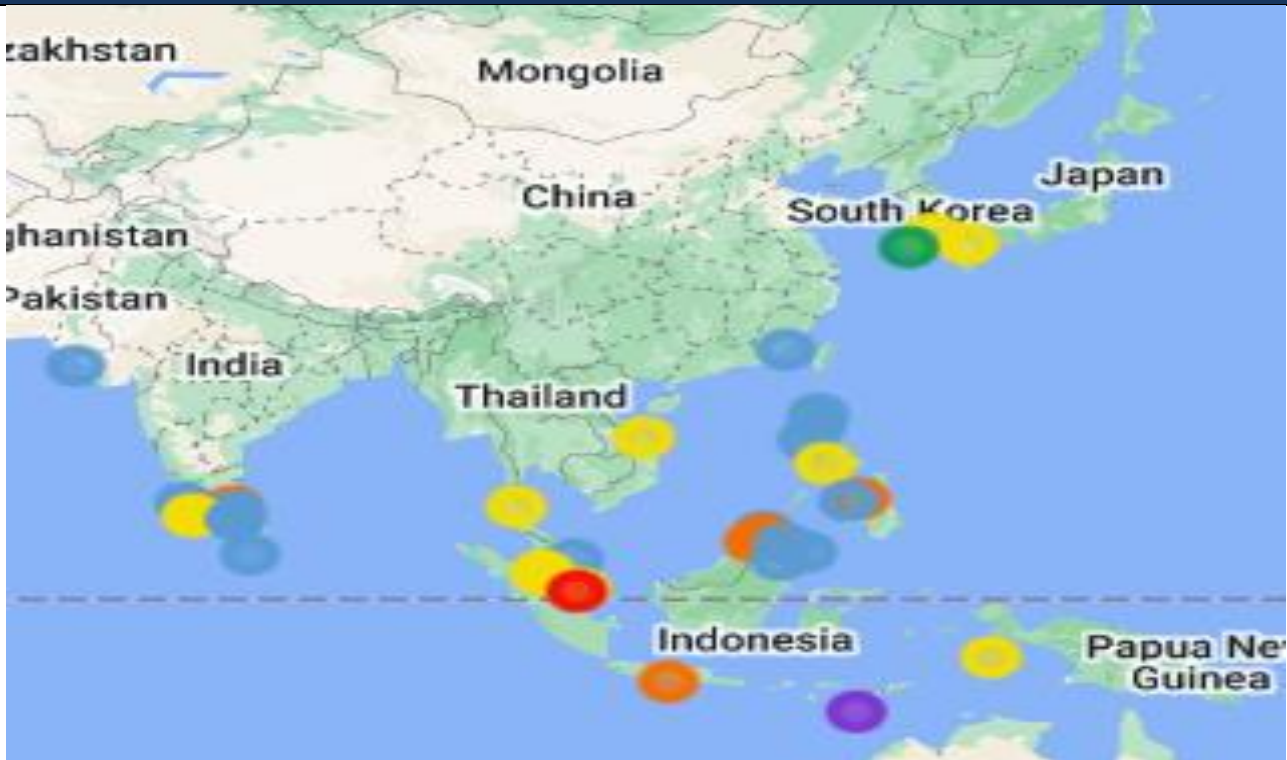 zakhstan
Mongolia
Japan
China
South Korea
ghanistan
Pakistan
India
Thailand
Indonesia
Papua Ne
Guinea